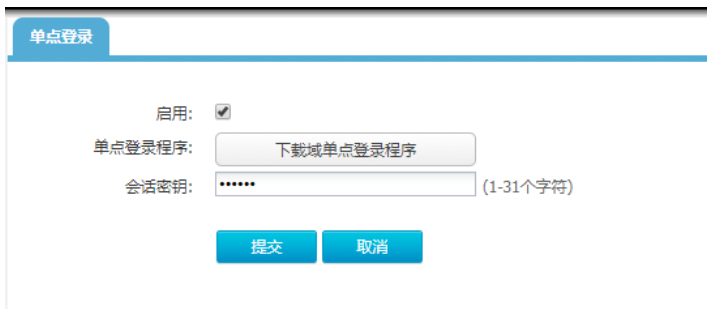 单点登录
启用:
单点登录程序: 下载域单点登录程序
会话密钥: •••••• (1-31个字符)
提交 取消